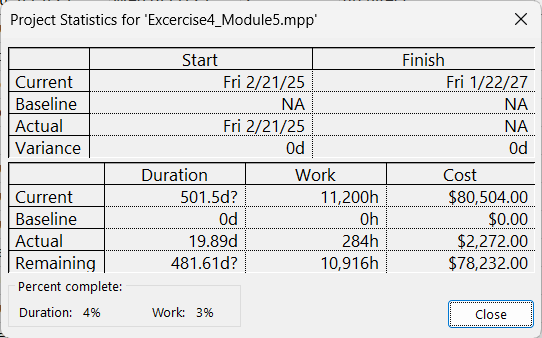 Project Statistics for 'Excercise4_Module5.mpp'
Start Finish
Current Fri 2/21/25 Fri 1/22/27
Baseline NA NA
Actual Fri 2/21/25 NA
Variance 0d 0d
Duration Work Cost
Current 501.5d? 11,200h $80,504.00
Baseline 0d 0h $0.00
Actual 19.89d 284h $2,272.00
Remaining 481.61d? 10,916h $78,232.00
Percent complete:
Duration: 4% Work: 3% Close